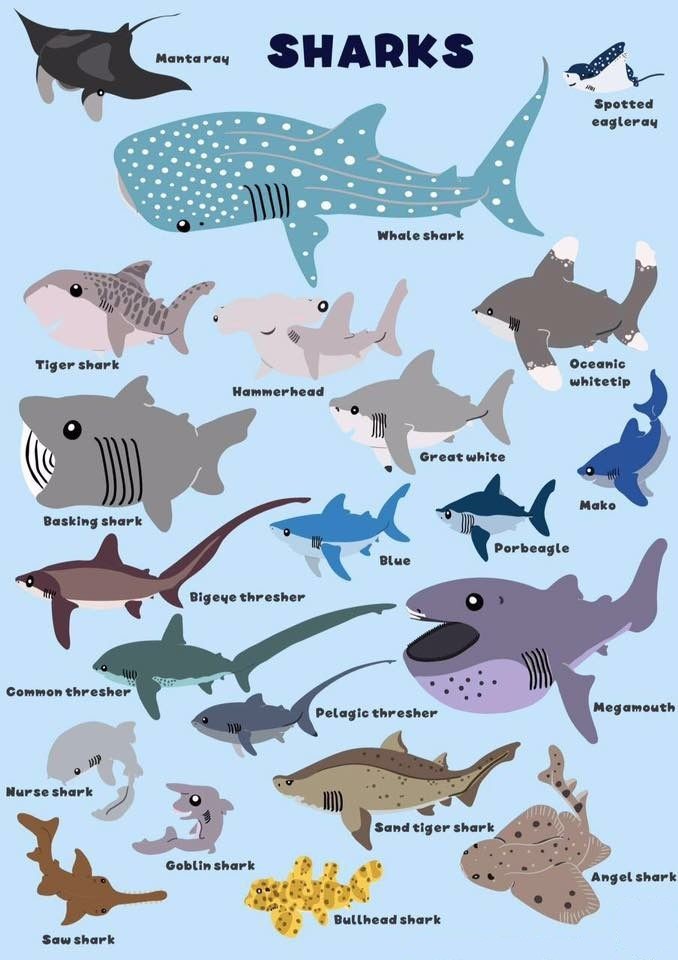 SHARKS
Manta ray
Spotted
eagleray
Whale shark
Tiger shark
Hammerhead
Oceanic
whitetip
Great white
Mako
Basking shark
Blue
Porbeagle
Bigeye thresher
Common thresher
Pelagic thresher
Megamouth
Nurse shark
Sand tiger shark
Goblin shark
Angel shark
Bullhead shark
Saw shark